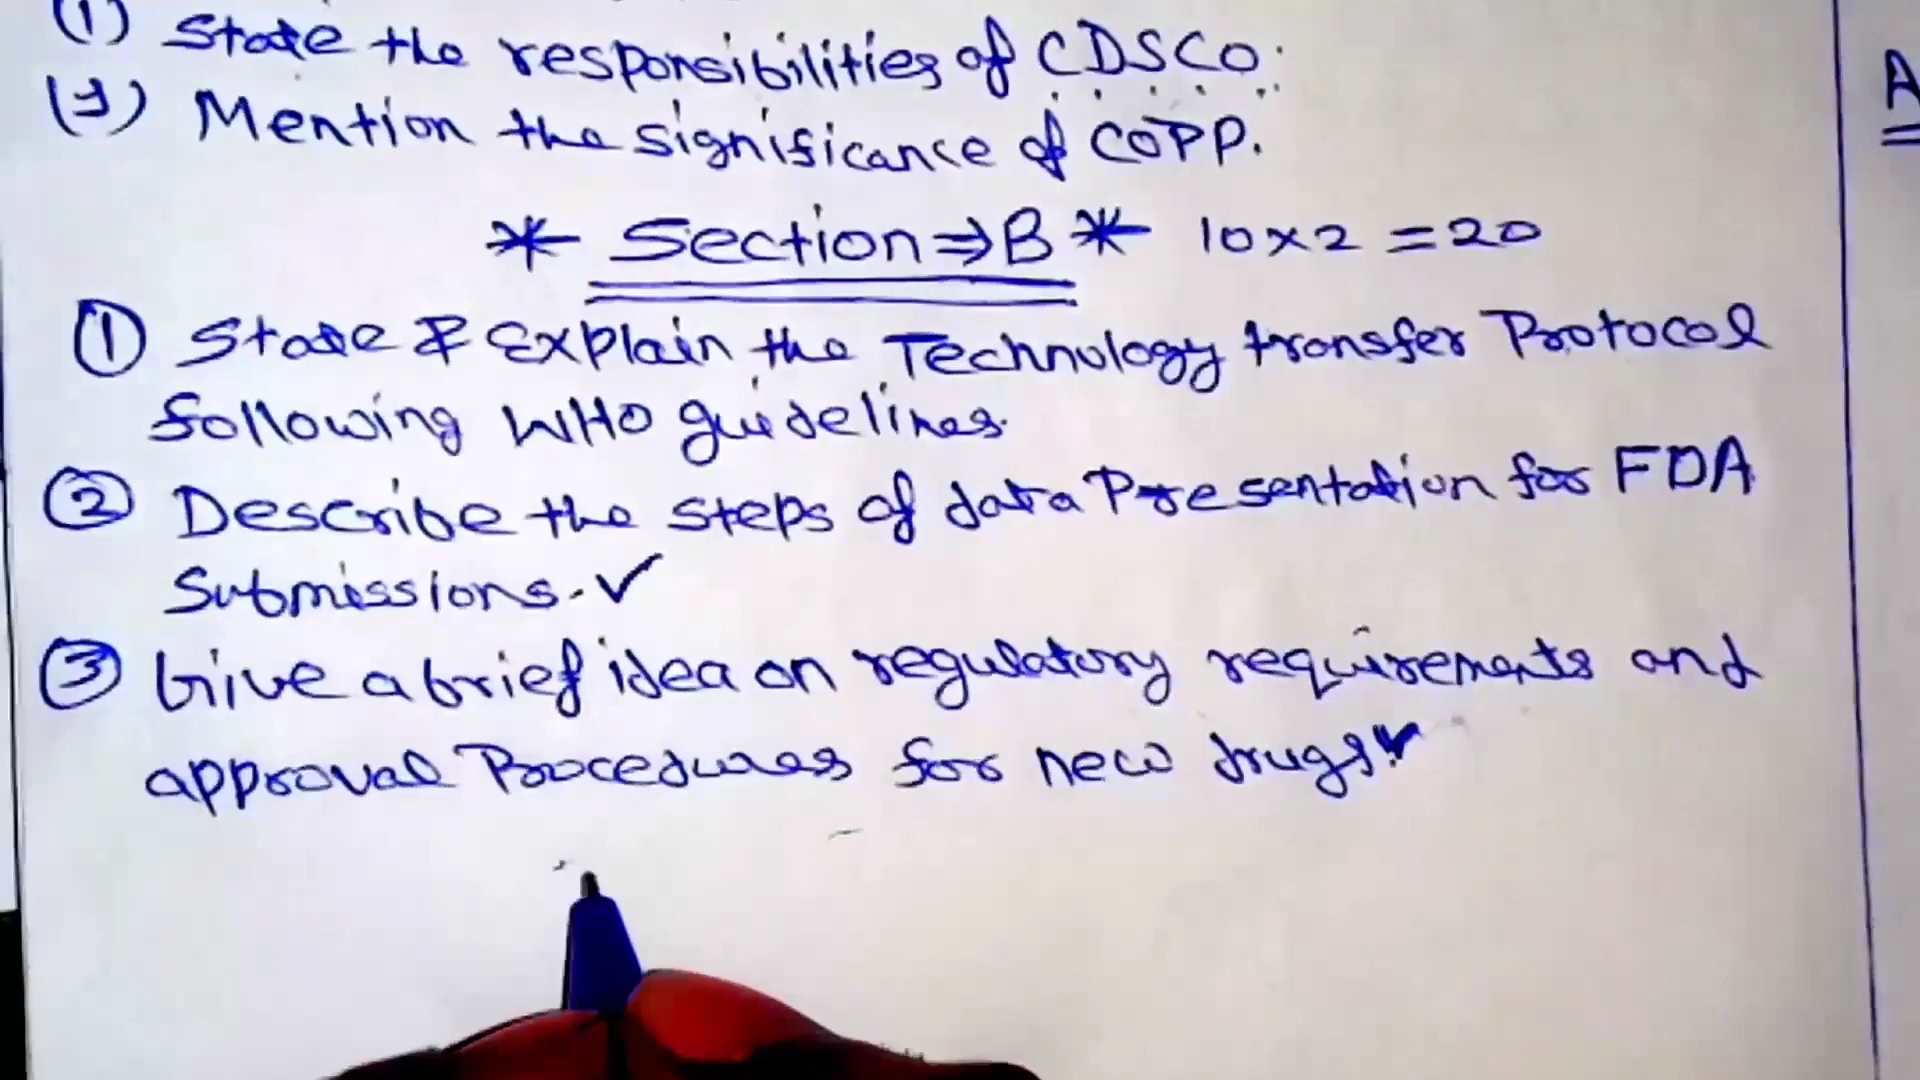 (i) State the responsibilities of CDSCO.
(J) Mention the significance of COPP.
* Section ⇒ B * 10 x 2 = 20
① State & Explain the Technology transfer Protocol
following WHO guidelines.
② Describe the steps of data Presentation for FDA
Submissions. ✓
③ Give a brief idea on regulatory requirements and
approval Procedures for new drugs. ✓
A